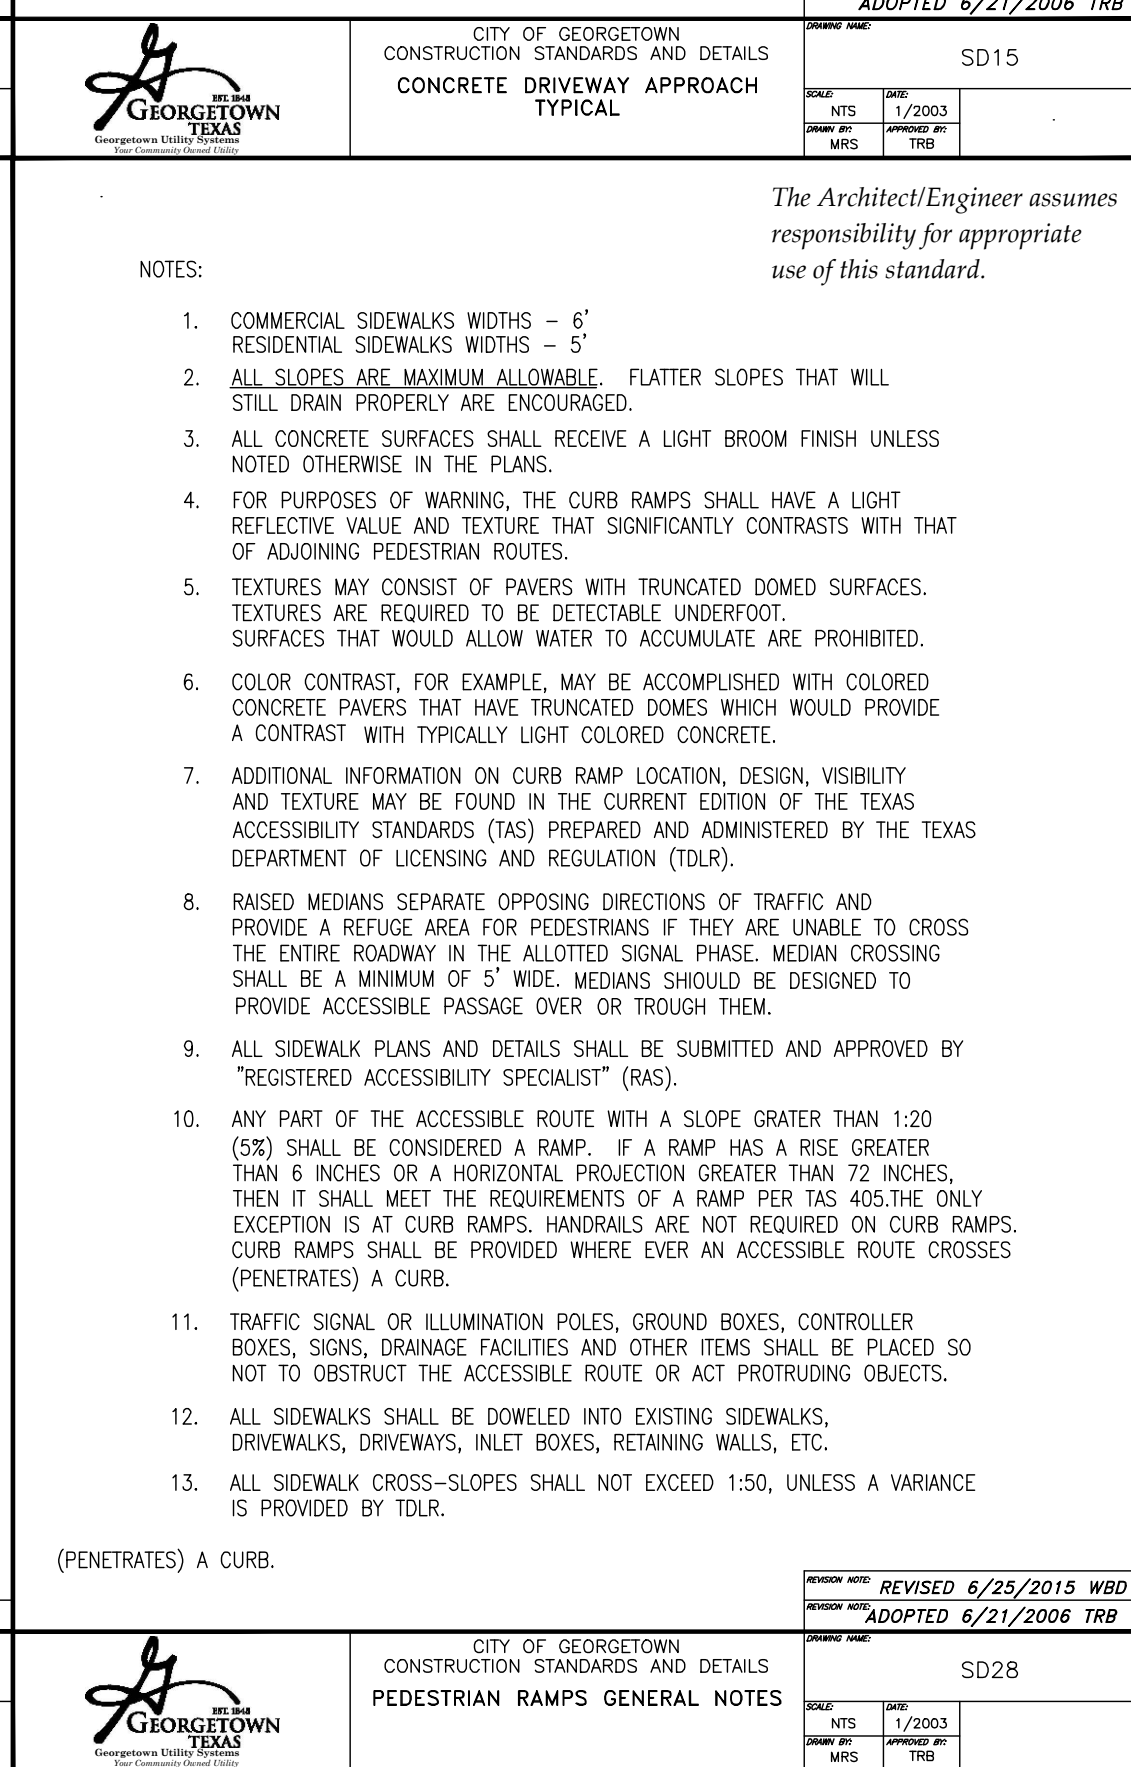 ADOPTED 6/21/2006 TRB
EST. 1848
GEORGETOWN
TEXAS
Georgetown Utility Systems
Your Community Owned Utility
CITY OF GEORGETOWN
CONSTRUCTION STANDARDS AND DETAILS
CONCRETE DRIVEWAY APPROACH
TYPICAL
DRAWING NAME:
SD15
SCALE:
NTS
DATE:
1/2003
DRAWN BY:
MRS
APPROVED BY:
TRB
The Architect/Engineer assumes
responsibility for appropriate
use of this standard.
NOTES:
1. COMMERCIAL SIDEWALKS WIDTHS – 6'
RESIDENTIAL SIDEWALKS WIDTHS – 5'
2. ALL SLOPES ARE MAXIMUM ALLOWABLE. FLATTER SLOPES THAT WILL
STILL DRAIN PROPERLY ARE ENCOURAGED.
3. ALL CONCRETE SURFACES SHALL RECEIVE A LIGHT BROOM FINISH UNLESS
NOTED OTHERWISE IN THE PLANS.
4. FOR PURPOSES OF WARNING, THE CURB RAMPS SHALL HAVE A LIGHT
REFLECTIVE VALUE AND TEXTURE THAT SIGNIFICANTLY CONTRASTS WITH THAT
OF ADJOINING PEDESTRIAN ROUTES.
5. TEXTURES MAY CONSIST OF PAVERS WITH TRUNCATED DOMED SURFACES.
TEXTURES ARE REQUIRED TO BE DETECTABLE UNDERFOOT.
SURFACES THAT WOULD ALLOW WATER TO ACCUMULATE ARE PROHIBITED.
6. COLOR CONTRAST, FOR EXAMPLE, MAY BE ACCOMPLISHED WITH COLORED
CONCRETE PAVERS THAT HAVE TRUNCATED DOMES WHICH WOULD PROVIDE
A CONTRAST WITH TYPICALLY LIGHT COLORED CONCRETE.
7. ADDITIONAL INFORMATION ON CURB RAMP LOCATION, DESIGN, VISIBILITY
AND TEXTURE MAY BE FOUND IN THE CURRENT EDITION OF THE TEXAS
ACCESSIBILITY STANDARDS (TAS) PREPARED AND ADMINISTERED BY THE TEXAS
DEPARTMENT OF LICENSING AND REGULATION (TDLR).
8. RAISED MEDIANS SEPARATE OPPOSING DIRECTIONS OF TRAFFIC AND
PROVIDE A REFUGE AREA FOR PEDESTRIANS IF THEY ARE UNABLE TO CROSS
THE ENTIRE ROADWAY IN THE ALLOTTED SIGNAL PHASE. MEDIAN CROSSING
SHALL BE A MINIMUM OF 5' WIDE. MEDIANS SHIOULD BE DESIGNED TO
PROVIDE ACCESSIBLE PASSAGE OVER OR TROUGH THEM.
9. ALL SIDEWALK PLANS AND DETAILS SHALL BE SUBMITTED AND APPROVED BY
"REGISTERED ACCESSIBILITY SPECIALIST" (RAS).
10. ANY PART OF THE ACCESSIBLE ROUTE WITH A SLOPE GRATER THAN 1:20
(5%) SHALL BE CONSIDERED A RAMP. IF A RAMP HAS A RISE GREATER
THAN 6 INCHES OR A HORIZONTAL PROJECTION GREATER THAN 72 INCHES,
THEN IT SHALL MEET THE REQUIREMENTS OF A RAMP PER TAS 405.THE ONLY
EXCEPTION IS AT CURB RAMPS. HANDRAILS ARE NOT REQUIRED ON CURB RAMPS.
CURB RAMPS SHALL BE PROVIDED WHERE EVER AN ACCESSIBLE ROUTE CROSSES
(PENETRATES) A CURB.
11. TRAFFIC SIGNAL OR ILLUMINATION POLES, GROUND BOXES, CONTROLLER
BOXES, SIGNS, DRAINAGE FACILITIES AND OTHER ITEMS SHALL BE PLACED SO
NOT TO OBSTRUCT THE ACCESSIBLE ROUTE OR ACT PROTRUDING OBJECTS.
12. ALL SIDEWALKS SHALL BE DOWELED INTO EXISTING SIDEWALKS,
DRIVEWALKS, DRIVEWAYS, INLET BOXES, RETAINING WALLS, ETC.
13. ALL SIDEWALK CROSS–SLOPES SHALL NOT EXCEED 1:50, UNLESS A VARIANCE
IS PROVIDED BY TDLR.
(PENETRATES) A CURB.
REVISION NOTE: REVISED 6/25/2015 WBD
REVISION NOTE: ADOPTED 6/21/2006 TRB
EST. 1848
GEORGETOWN
TEXAS
Georgetown Utility Systems
Your Community Owned Utility
CITY OF GEORGETOWN
CONSTRUCTION STANDARDS AND DETAILS
PEDESTRIAN RAMPS GENERAL NOTES
DRAWING NAME:
SD28
SCALE:
NTS
DATE:
1/2003
DRAWN BY:
MRS
APPROVED BY:
TRB